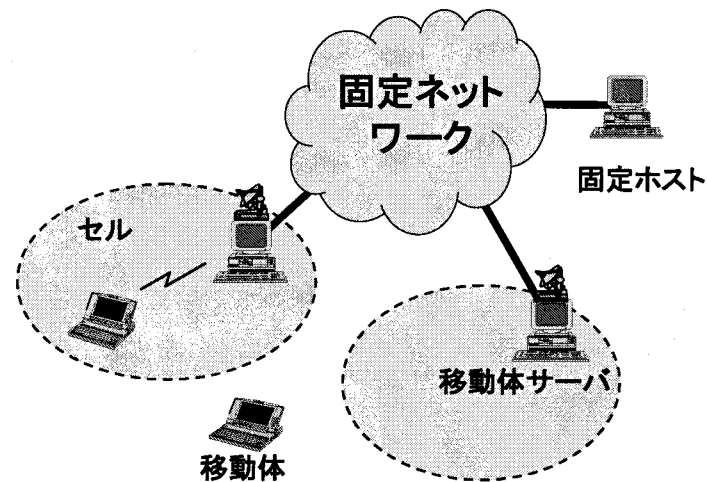 固定ネット
ワーク
固定ホスト
セル
移動体サーバ
移動体